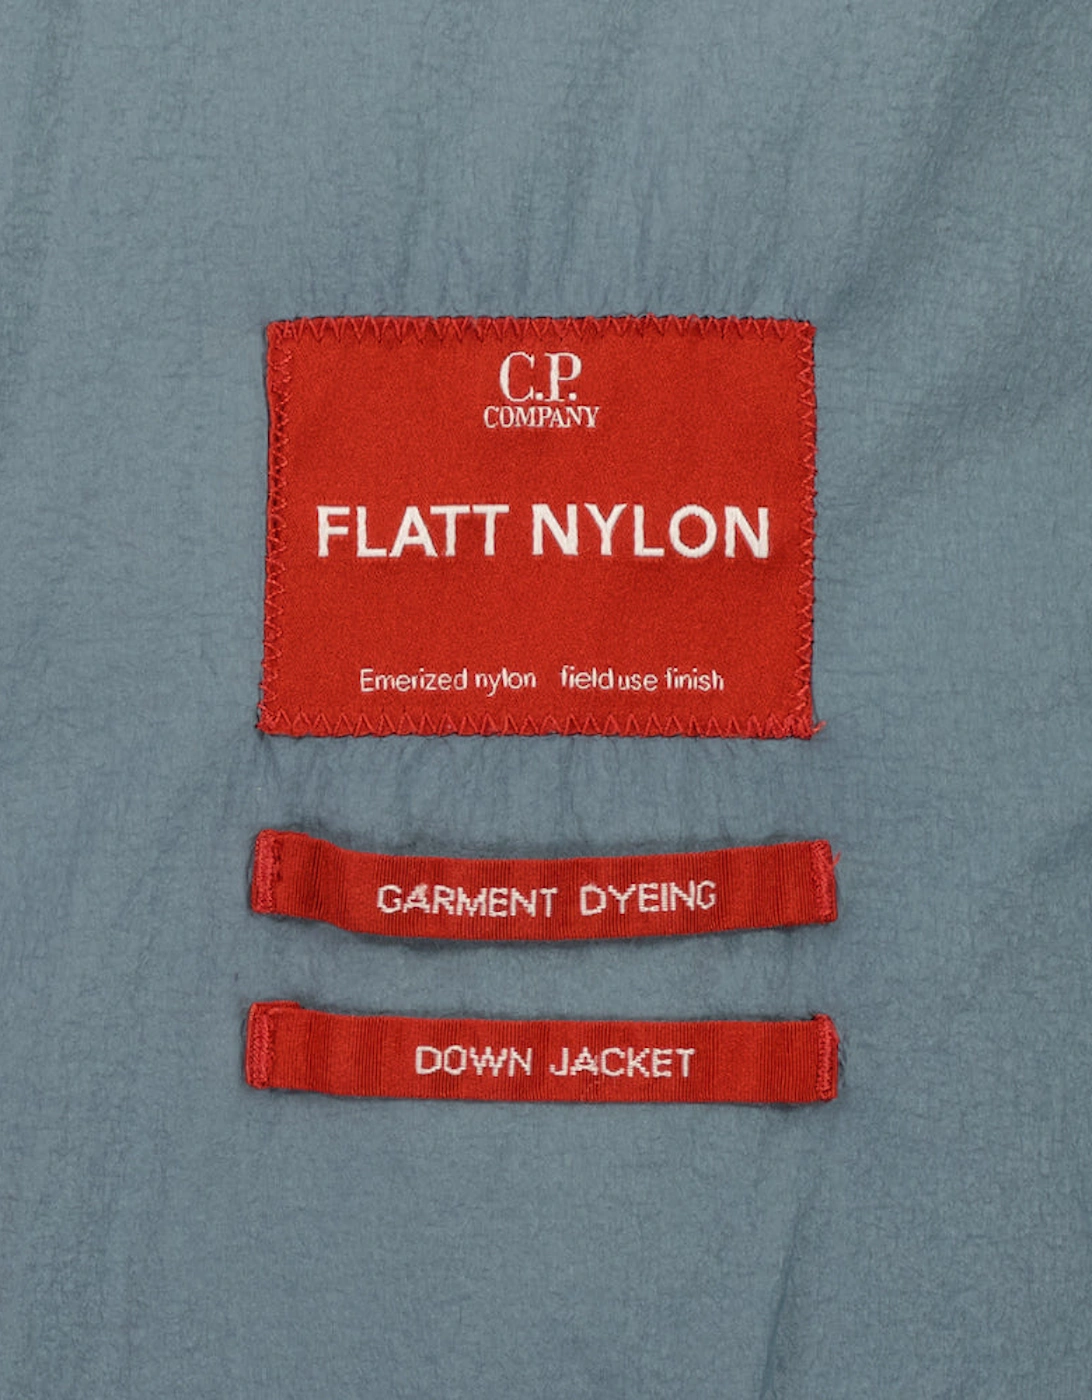 C.P.
COMPANY
FLATT NYLON
Emerized nylon field use finish
GARMENT DYEING
DOWN JACKET